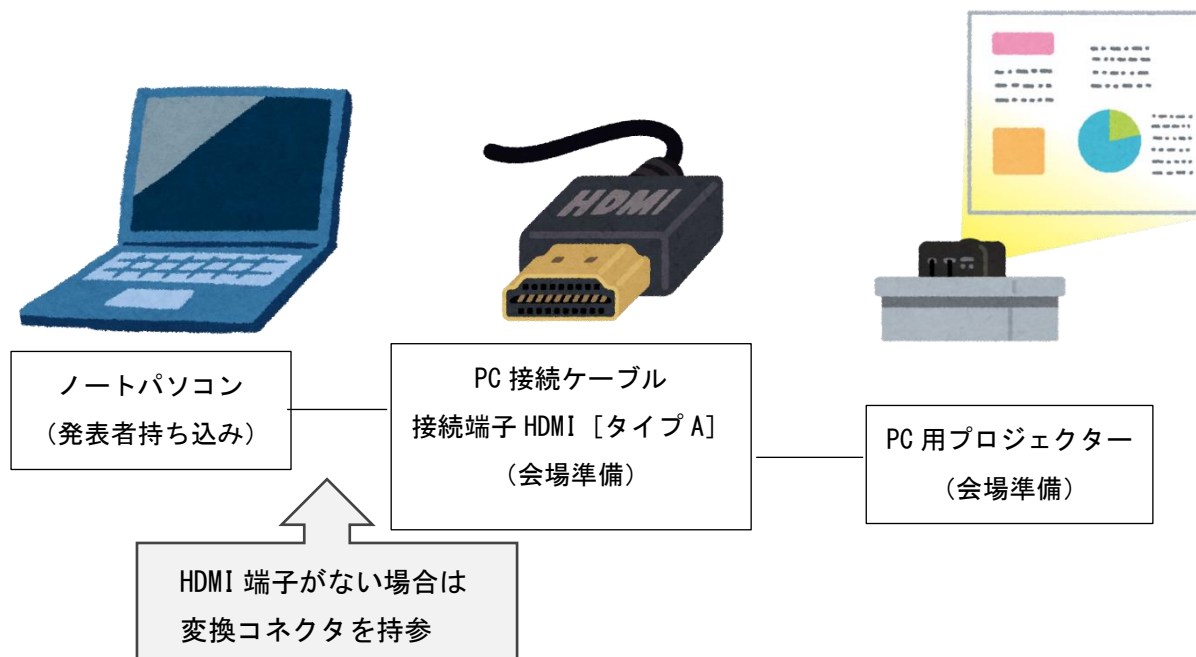 HDMI
ノートパソコン
（発表者持ち込み）
PC 接続ケーブル
接続端子 HDMI［タイプ A］
（会場準備）
PC 用プロジェクター
（会場準備）
HDMI 端子がない場合は
変換コネクタを持参